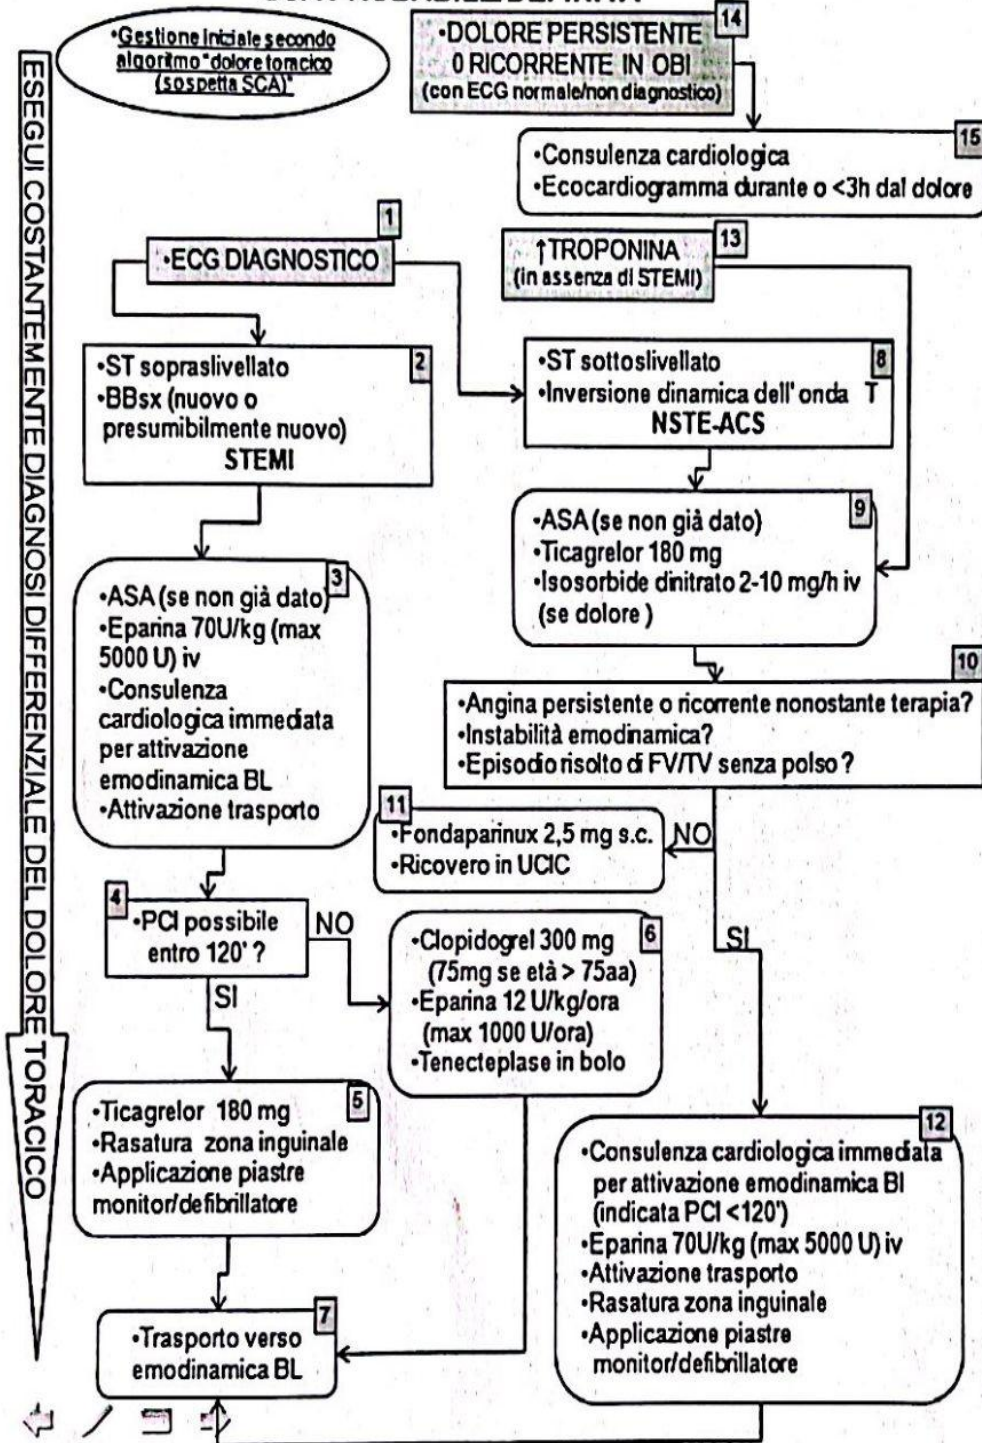 •Gestione iniziale secondo
algoritmo "dolore toracico
(sospetta SCA)"
14
•DOLORE PERSISTENTE
O RICORRENTE IN OBI
(con ECG normale/non diagnostico)
15
•Consulenza cardiologica
•Ecocardiogramma durante o <3h dal dolore
ESEGUI COSTANTEMENTE DIAGNOSI DIFFERENZIALE DEL DOLORE TORACICO
1
•ECG DIAGNOSTICO
13
↑TROPONINA
(in assenza di STEMI)
2
•ST sopraslivellato
•BBsx (nuovo o
presumibilmente nuovo)
STEMI
8
•ST sottoslivellato
•Inversione dinamica dell' onda T
NSTE-ACS
9
•ASA (se non già dato)
•Ticagrelor 180 mg
•Isosorbide dinitrato 2-10 mg/h iv
(se dolore )
3
•ASA (se non già dato)
•Eparina 70U/kg (max
5000 U) iv
•Consulenza
cardiologica immediata
per attivazione
emodinamica BL
•Attivazione trasporto
10
•Angina persistente o ricorrente nonostante terapia?
•Instabilità emodinamica?
•Episodio risolto di FV/TV senza polso ?
11
•Fondaparinux 2,5 mg s.c.
•Ricovero in UCIC
NO
SI
4
•PCI possibile
entro 120' ?
NO
SI
6
•Clopidogrel 300 mg
(75mg se età > 75aa)
•Eparina 12 U/kg/ora
(max 1000 U/ora)
•Tenecteplase in bolo
5
•Ticagrelor 180 mg
•Rasatura zona inguinale
•Applicazione piastre
monitor/defibrillatore
12
•Consulenza cardiologica immediata
per attivazione emodinamica Bl
(indicata PCI <120')
•Eparina 70U/kg (max 5000 U) iv
•Attivazione trasporto
•Rasatura zona inguinale
•Applicazione piastre
monitor/defibrillatore
7
•Trasporto verso
emodinamica BL